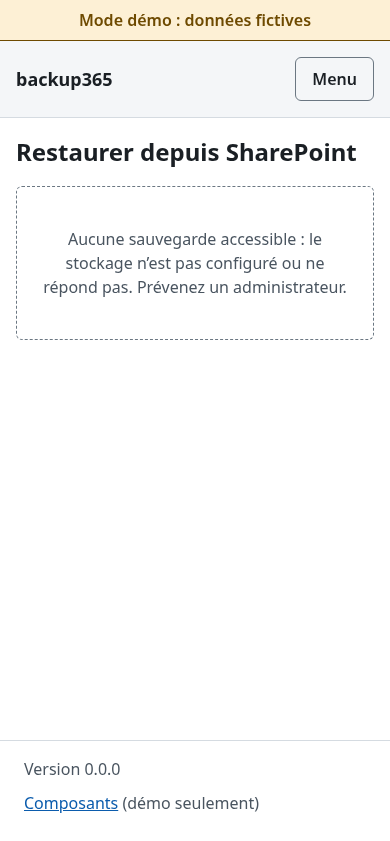 Mode démo : données fictives
backup365
Menu
Restaurer depuis SharePoint
Aucune sauvegarde accessible : le
stockage n’est pas configuré ou ne
répond pas. Prévenez un administrateur.
Version 0.0.0
Composants (démo seulement)